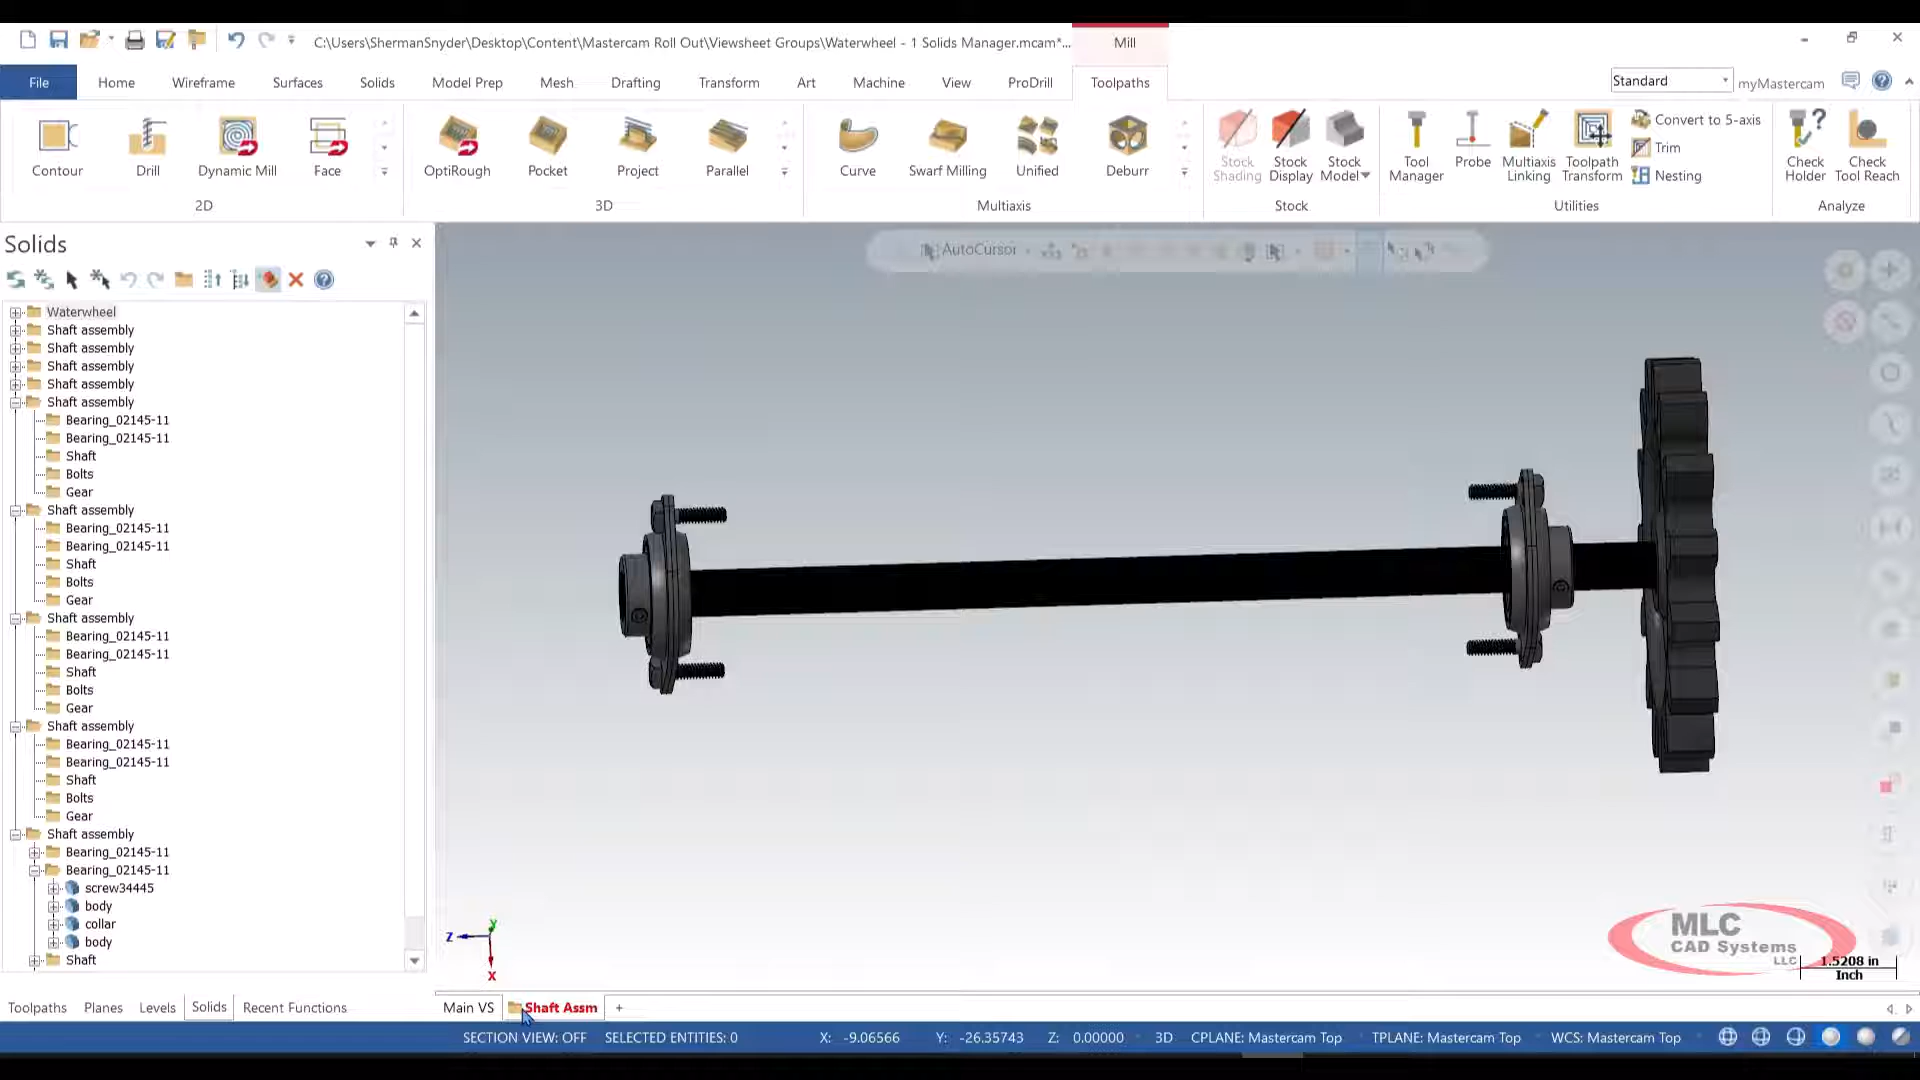 C:\Users\ShermanSnyder\Desktop\Content\Mastercam Roll Out\Viewsheet Groups\Waterwheel - 1 Solids Manager.mcam*...
Mill
File Home Wireframe Surfaces Solids Model Prep Mesh Drafting Transform Art Machine View ProDrill Toolpaths
Standard myMastercam
Contour Drill Dynamic Mill Face
2D
OptiRough Pocket Project Parallel
3D
Curve Swarf Milling Unified Deburr
Multiaxis
Stock Shading Stock Display Stock Model
Stock
Tool Manager Probe Multiaxis Linking Toolpath Transform
Convert to 5-axis
Trim
Nesting
Utilities
Check Holder Check Tool Reach
Analyze
Solids
AutoCursor
Waterwheel
Shaft assembly
Shaft assembly
Shaft assembly
Shaft assembly
Shaft assembly
Bearing_02145-11
Bearing_02145-11
Shaft
Bolts
Gear
Shaft assembly
Bearing_02145-11
Bearing_02145-11
Shaft
Bolts
Gear
Shaft assembly
Bearing_02145-11
Bearing_02145-11
Shaft
Bolts
Gear
Shaft assembly
Bearing_02145-11
Bearing_02145-11
Shaft
Bolts
Gear
Shaft assembly
Bearing_02145-11
Bearing_02145-11
screw34445
body
collar
body
Shaft
Y
Z
X
MLC
CAD Systems
LLC
1.5208 in
Inch
Toolpaths Planes Levels Solids Recent Functions
Main VS Shaft Assm +
SECTION VIEW: OFF SELECTED ENTITIES: 0 X: -9.06566 Y: -26.35743 Z: 0.00000 3D CPLANE: Mastercam Top TPLANE: Mastercam Top WCS: Mastercam Top